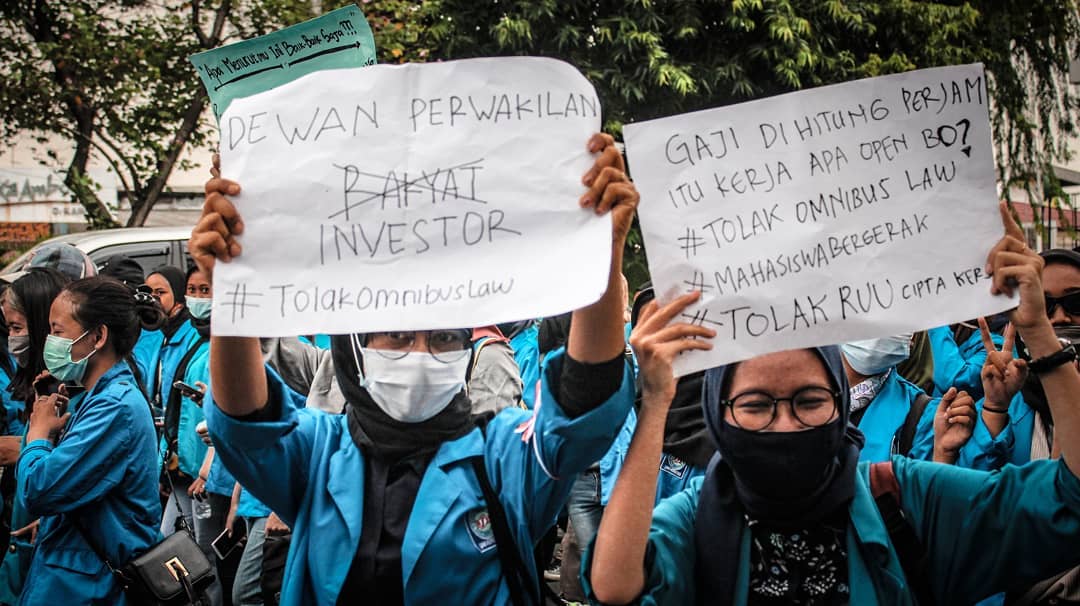 "Apa Menurutmu Ini Baik-Baik Saja???"
DEWAN PERWAKILAN
RAKYAT
INVESTOR
#TolakOmnibusLaw
GAJI DI HITUNG PERJAM
ITU KERJA APA OPEN BO?
#TOLAK OMNIBUS LAW
#MAHASISWABERGERAK
#TOLAK RUU CIPTA KER